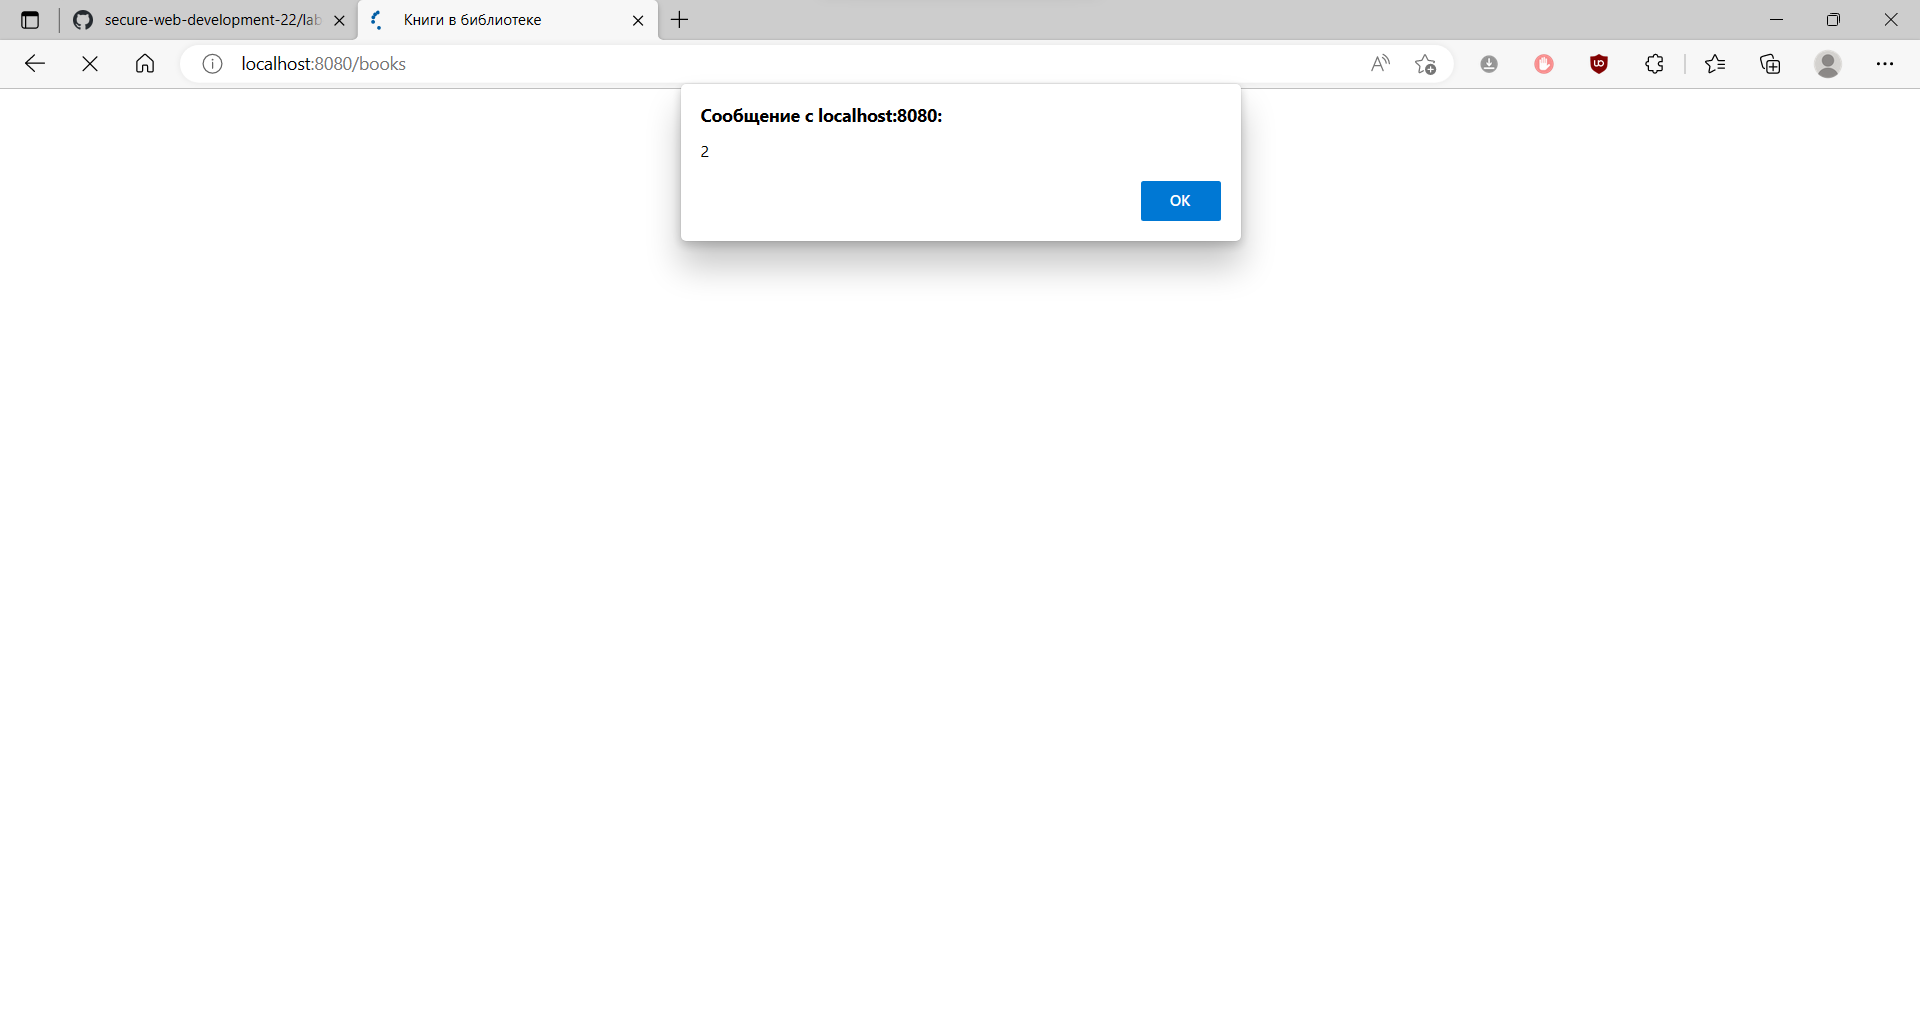 secure-web-development-22/lab
Книги в библиотеке
localhost:8080/books
Сообщение с localhost:8080:
2
OK